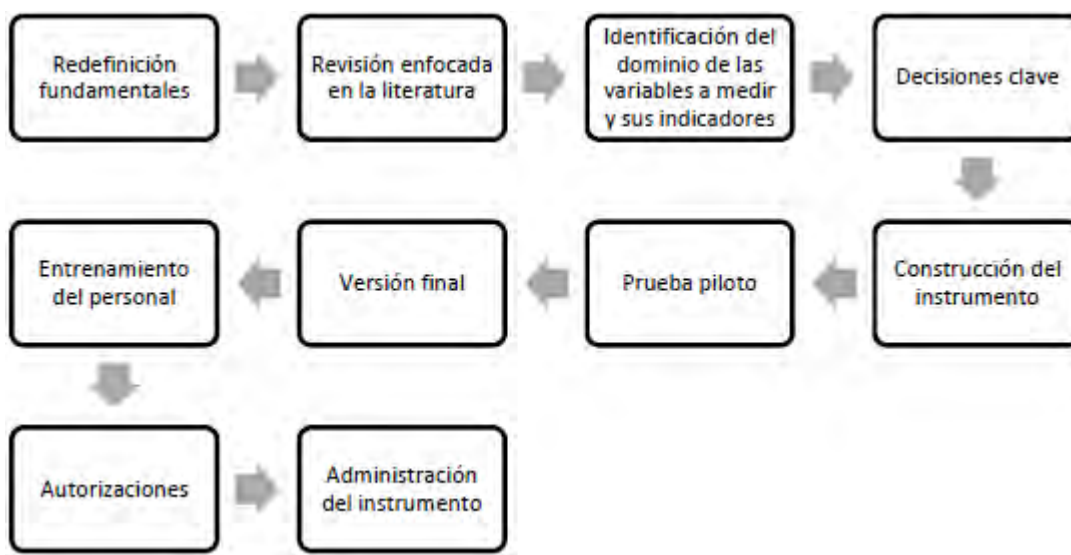 Redefinición
fundamentales
Revisión enfocada
en la literatura
Identificación del
dominio de las
variables a medir
y sus indicadores
Decisiones clave
Construcción del
instrumento
Prueba piloto
Versión final
Entrenamiento
del personal
Autorizaciones
Administración
del instrumento